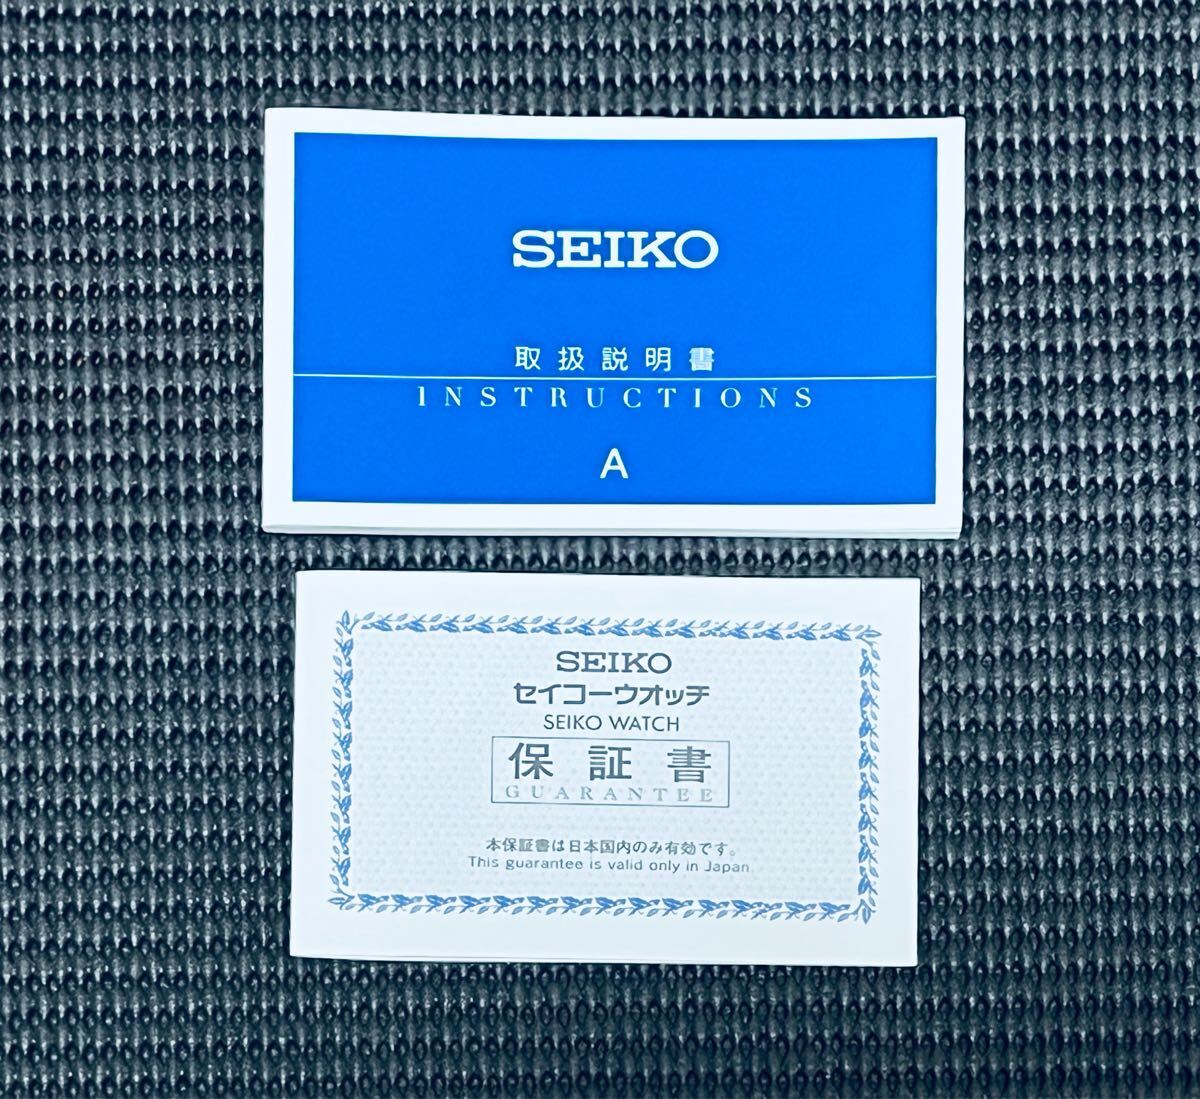 SEIKO
取扱説明書
INSTRUCTIONS
A
SEIKO
セイコーウオッチ
SEIKO WATCH
保証書
GUARANTEE
本保証書は日本国内のみ有効です。
This guarantee is valid only in Japan.